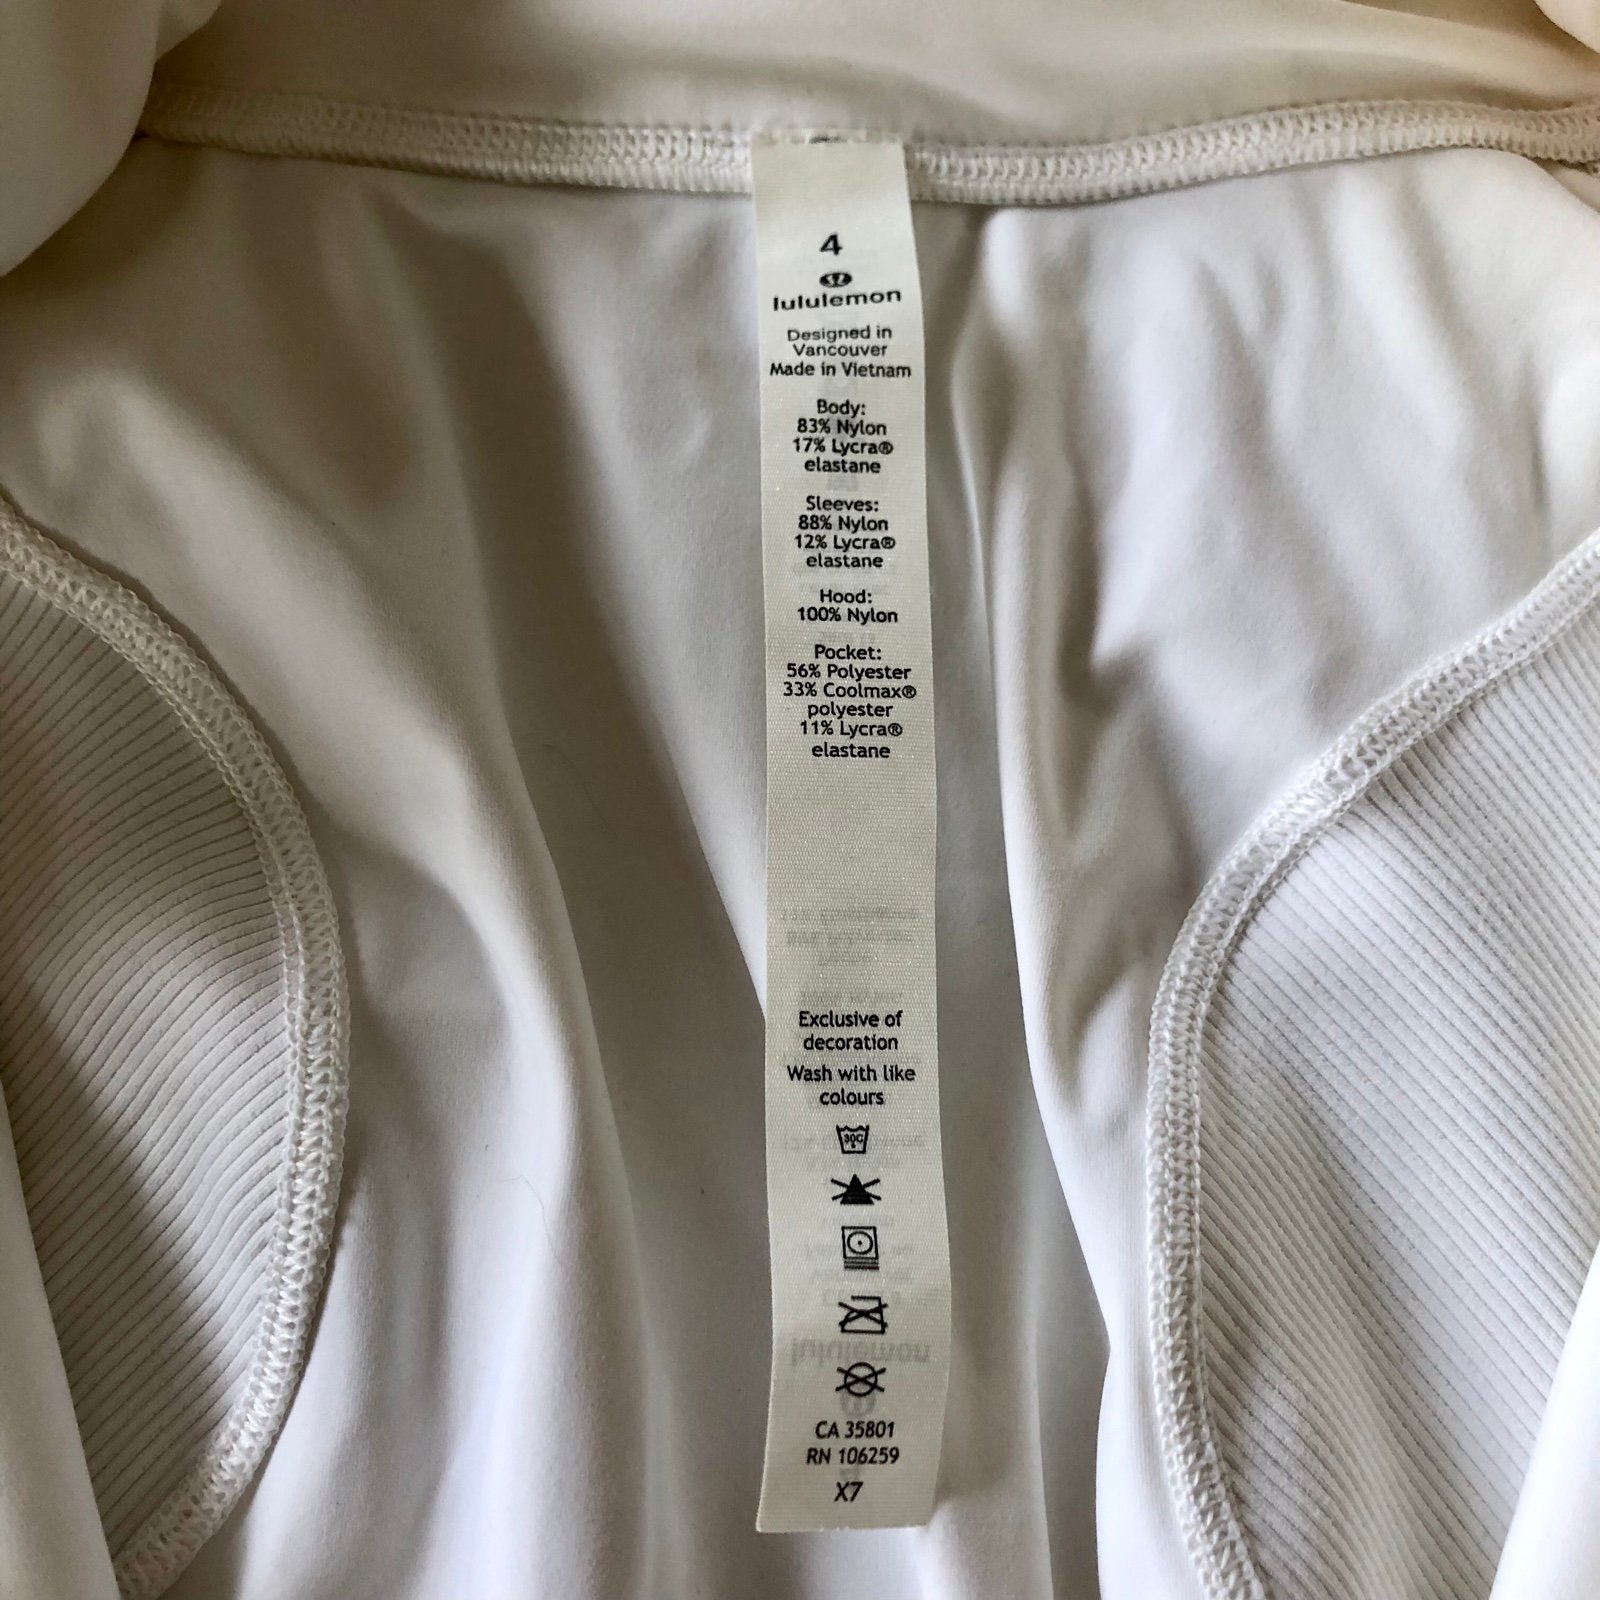 4
lululemon
Designed in
Vancouver
Made in Vietnam
Body:
83% Nylon
17% Lycra®
elastane
Sleeves:
88% Nylon
12% Lycra®
elastane
Hood:
100% Nylon
Pocket:
56% Polyester
33% Coolmax®
polyester
11% Lycra®
elastane
Exclusive of
decoration
Wash with like
colours
30C
CA 35801
RN 106259
X7